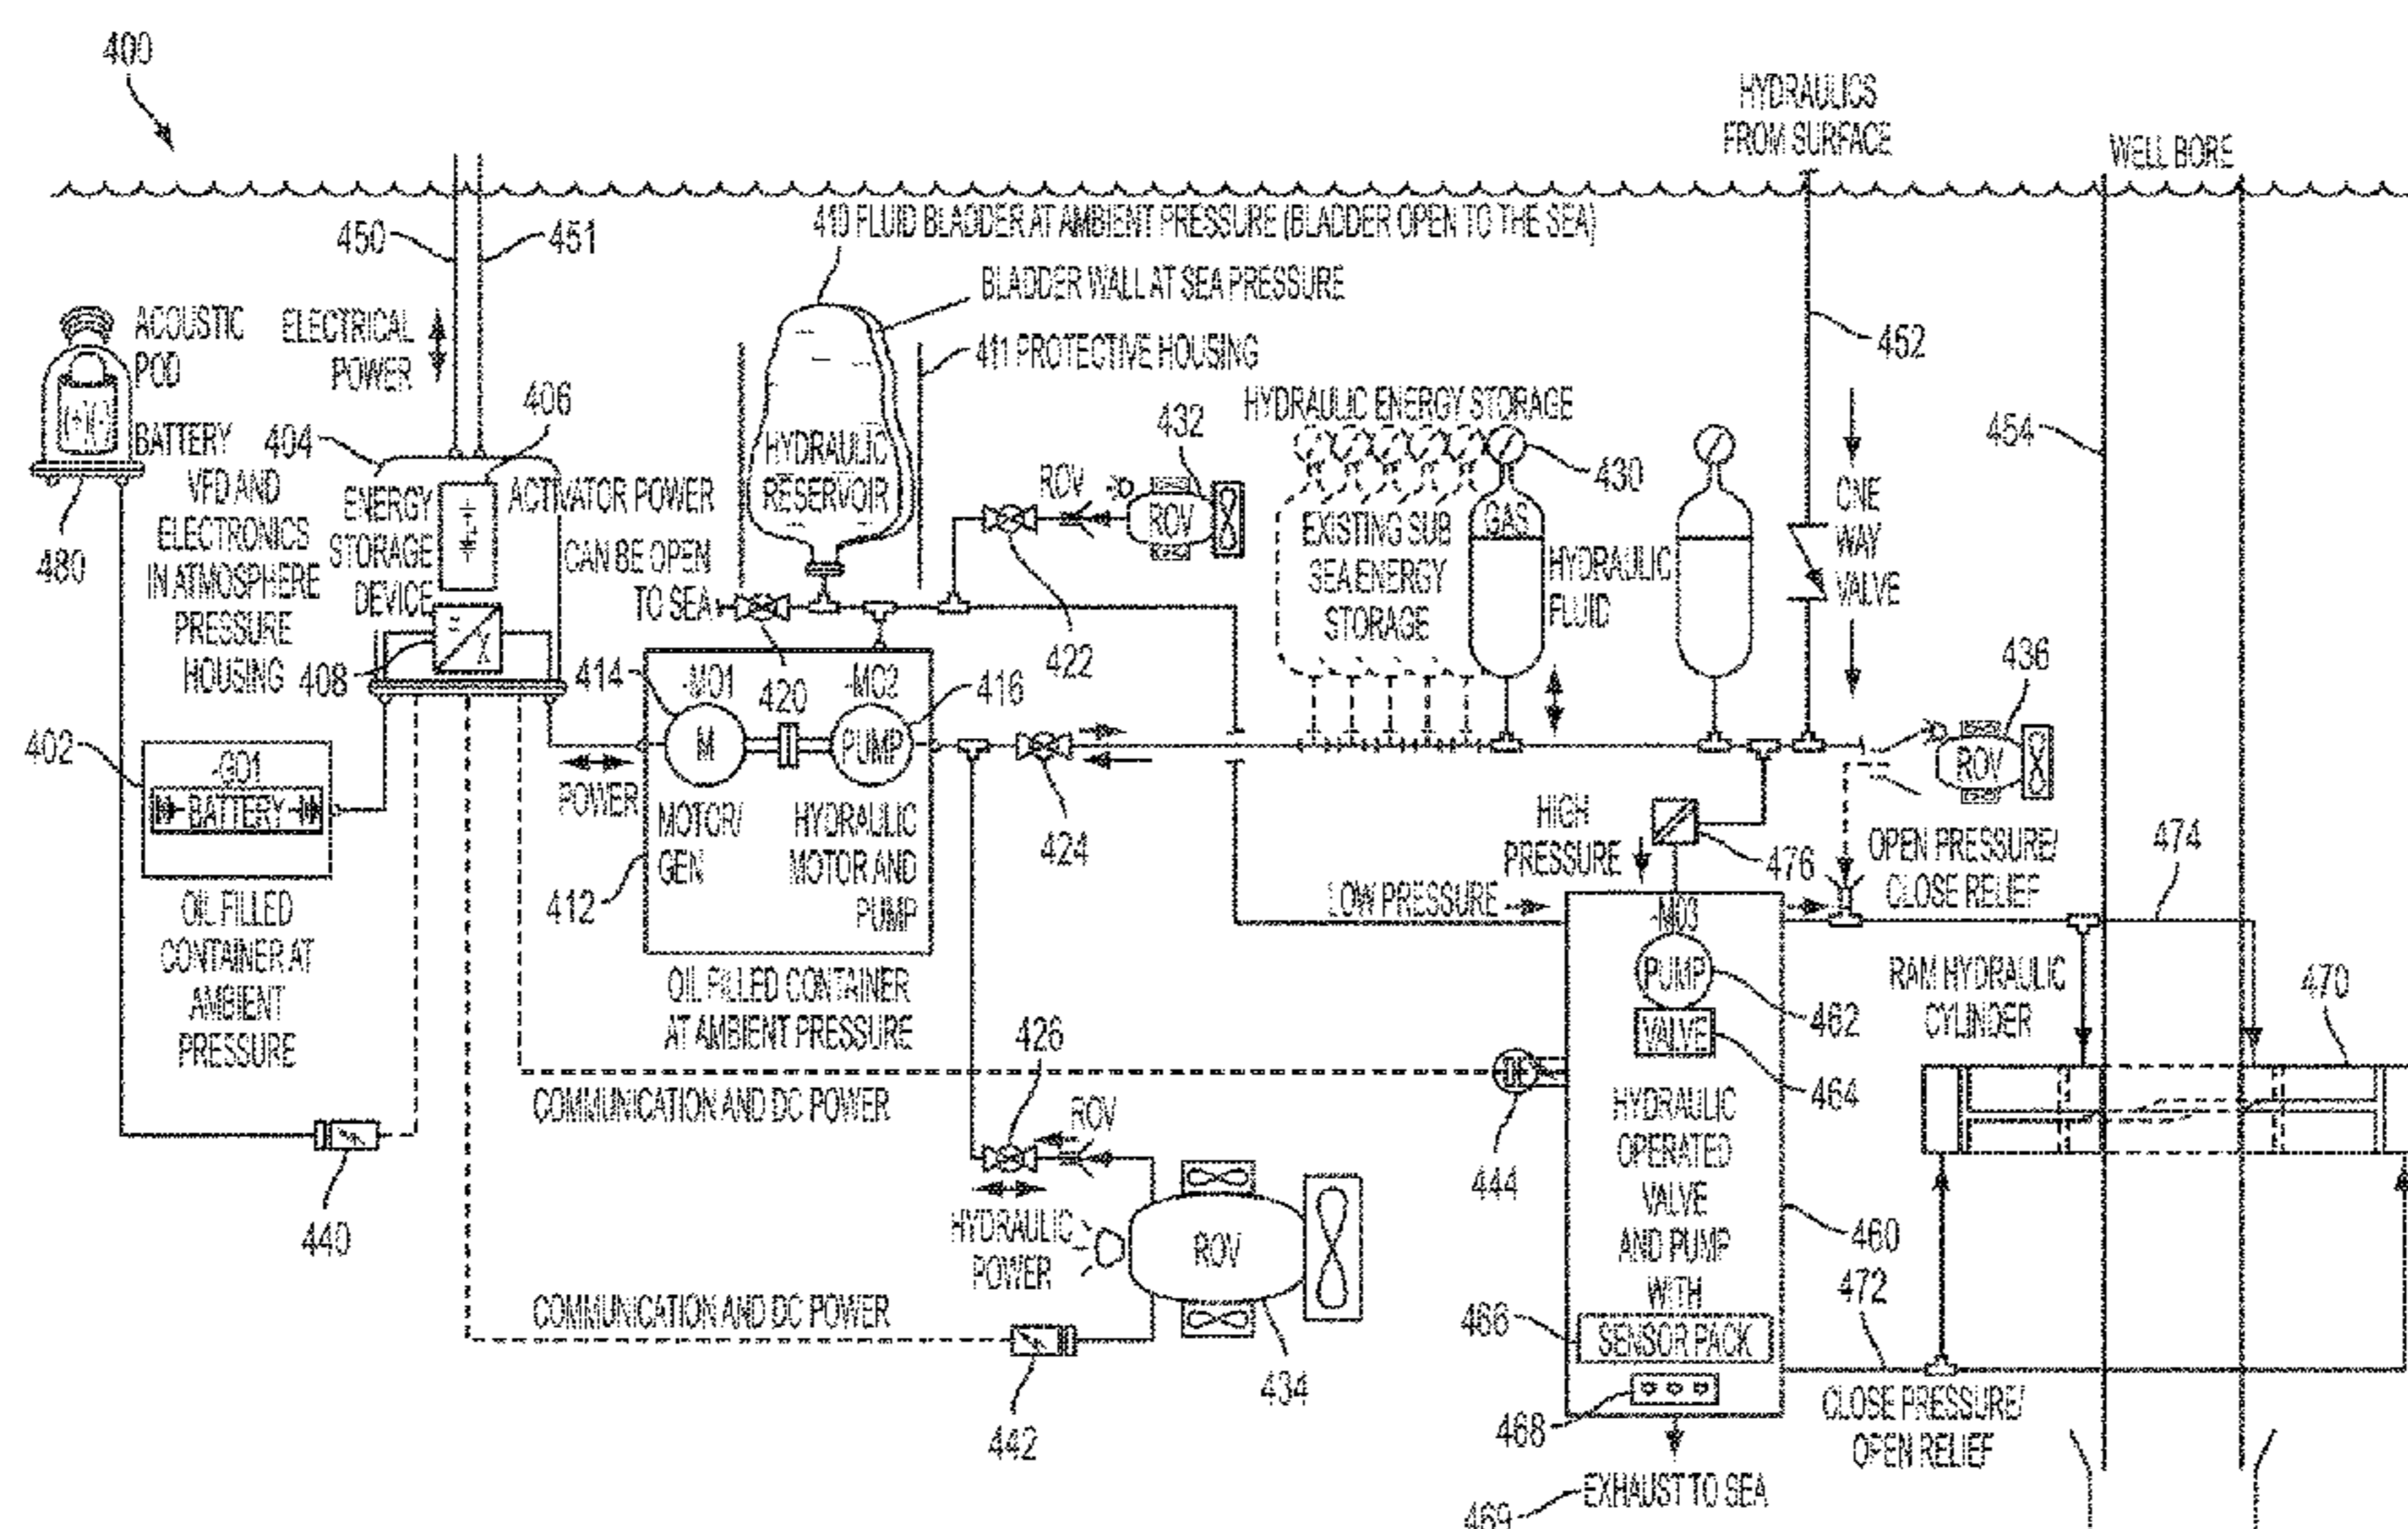 400
HYDRAULICS
FROM SURFACE
WELL BORE
450
451
410 FLUID BLADDER AT AMBIENT PRESSURE (BLADDER OPEN TO THE SEA)
BLADDER WALL AT SEA PRESSURE
411 PROTECTIVE HOUSING
ACOUSTIC
POD
ELECTRICAL
POWER
452
454
BATTERY
480
404
406
VFD AND
ELECTRONICS
IN ATMOSPHERE
PRESSURE
HOUSING
ENERGY
STORAGE
DEVICE
408
ACTIVATOR POWER
CAN BE OPEN
TO SEA
HYDRAULIC
RESERVOIR
ROV
432
ROV
422
420
HYDRAULIC ENERGY STORAGE
430
EXISTING SUB
SEA ENERGY
STORAGE
GAS
HYDRAULIC
FLUID
ONE
WAY
VALVE
436
ROV
402
-GO1
BATTERY
OIL FILLED
CONTAINER AT
AMBIENT
PRESSURE
POWER
414
-MO1
M
MOTOR/
GEN
420
-MO2
PUMP
416
HYDRAULIC
MOTOR AND
PUMP
412
OIL FILLED CONTAINER
AT AMBIENT PRESSURE
424
HIGH
PRESSURE
476
LOW PRESSURE
OPEN PRESSURE/
CLOSE RELIEF
474
-MO3
PUMP
462
VALVE
464
RAM HYDRAULIC
CYLINDER
470
HYDRAULIC
OPERATED
VALVE
AND PUMP
WITH
SENSOR PACK
466
468
460
472
444
COMMUNICATION AND DC POWER
426
ROV
HYDRAULIC
POWER
ROV
434
440
COMMUNICATION AND DC POWER
442
CLOSE PRESSURE/
OPEN RELIEF
EXHAUST TO SEA
469